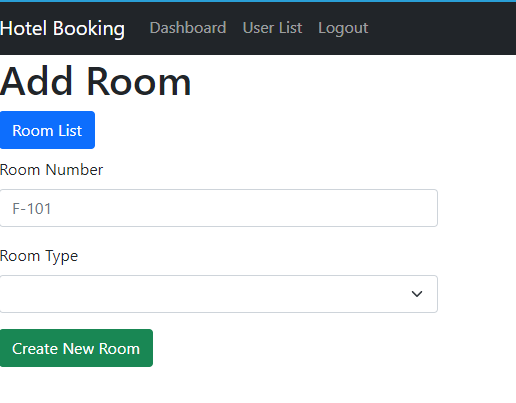 Hotel Booking Dashboard User List Logout
Add Room
Room List
Room Number
F-101
Room Type
Create New Room